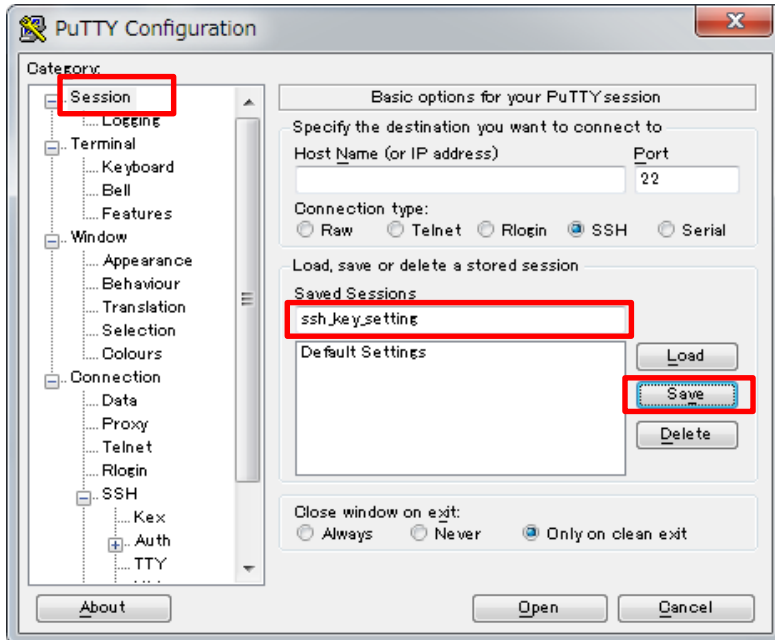 PuTTY Configuration
Category:
Session
Logging
Terminal
Keyboard
Bell
Features
Window
Appearance
Behaviour
Translation
Selection
Colours
Connection
Data
Proxy
Telnet
Rlogin
SSH
Kex
Auth
TTY
Basic options for your PuTTY session
Specify the destination you want to connect to
Host Name (or IP address) Port
22
Connection type:
Raw Telnet Rlogin SSH Serial
Load, save or delete a stored session
Saved Sessions
ssh_key_setting
Default Settings
Load
Save
Delete
Close window on exit:
Always Never Only on clean exit
About Open Cancel